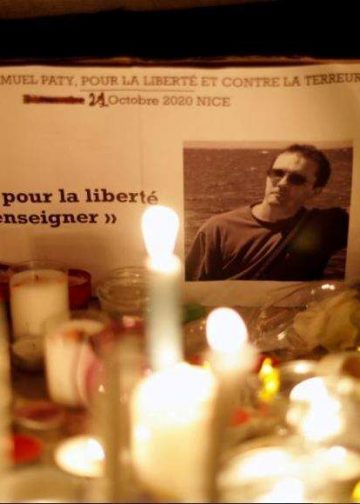 MUEL PATY, POUR LA LIBERTÉ ET CONTRE LA TERREUR
21 Octobre 2020 NICE
pour la liberté
enseigner »